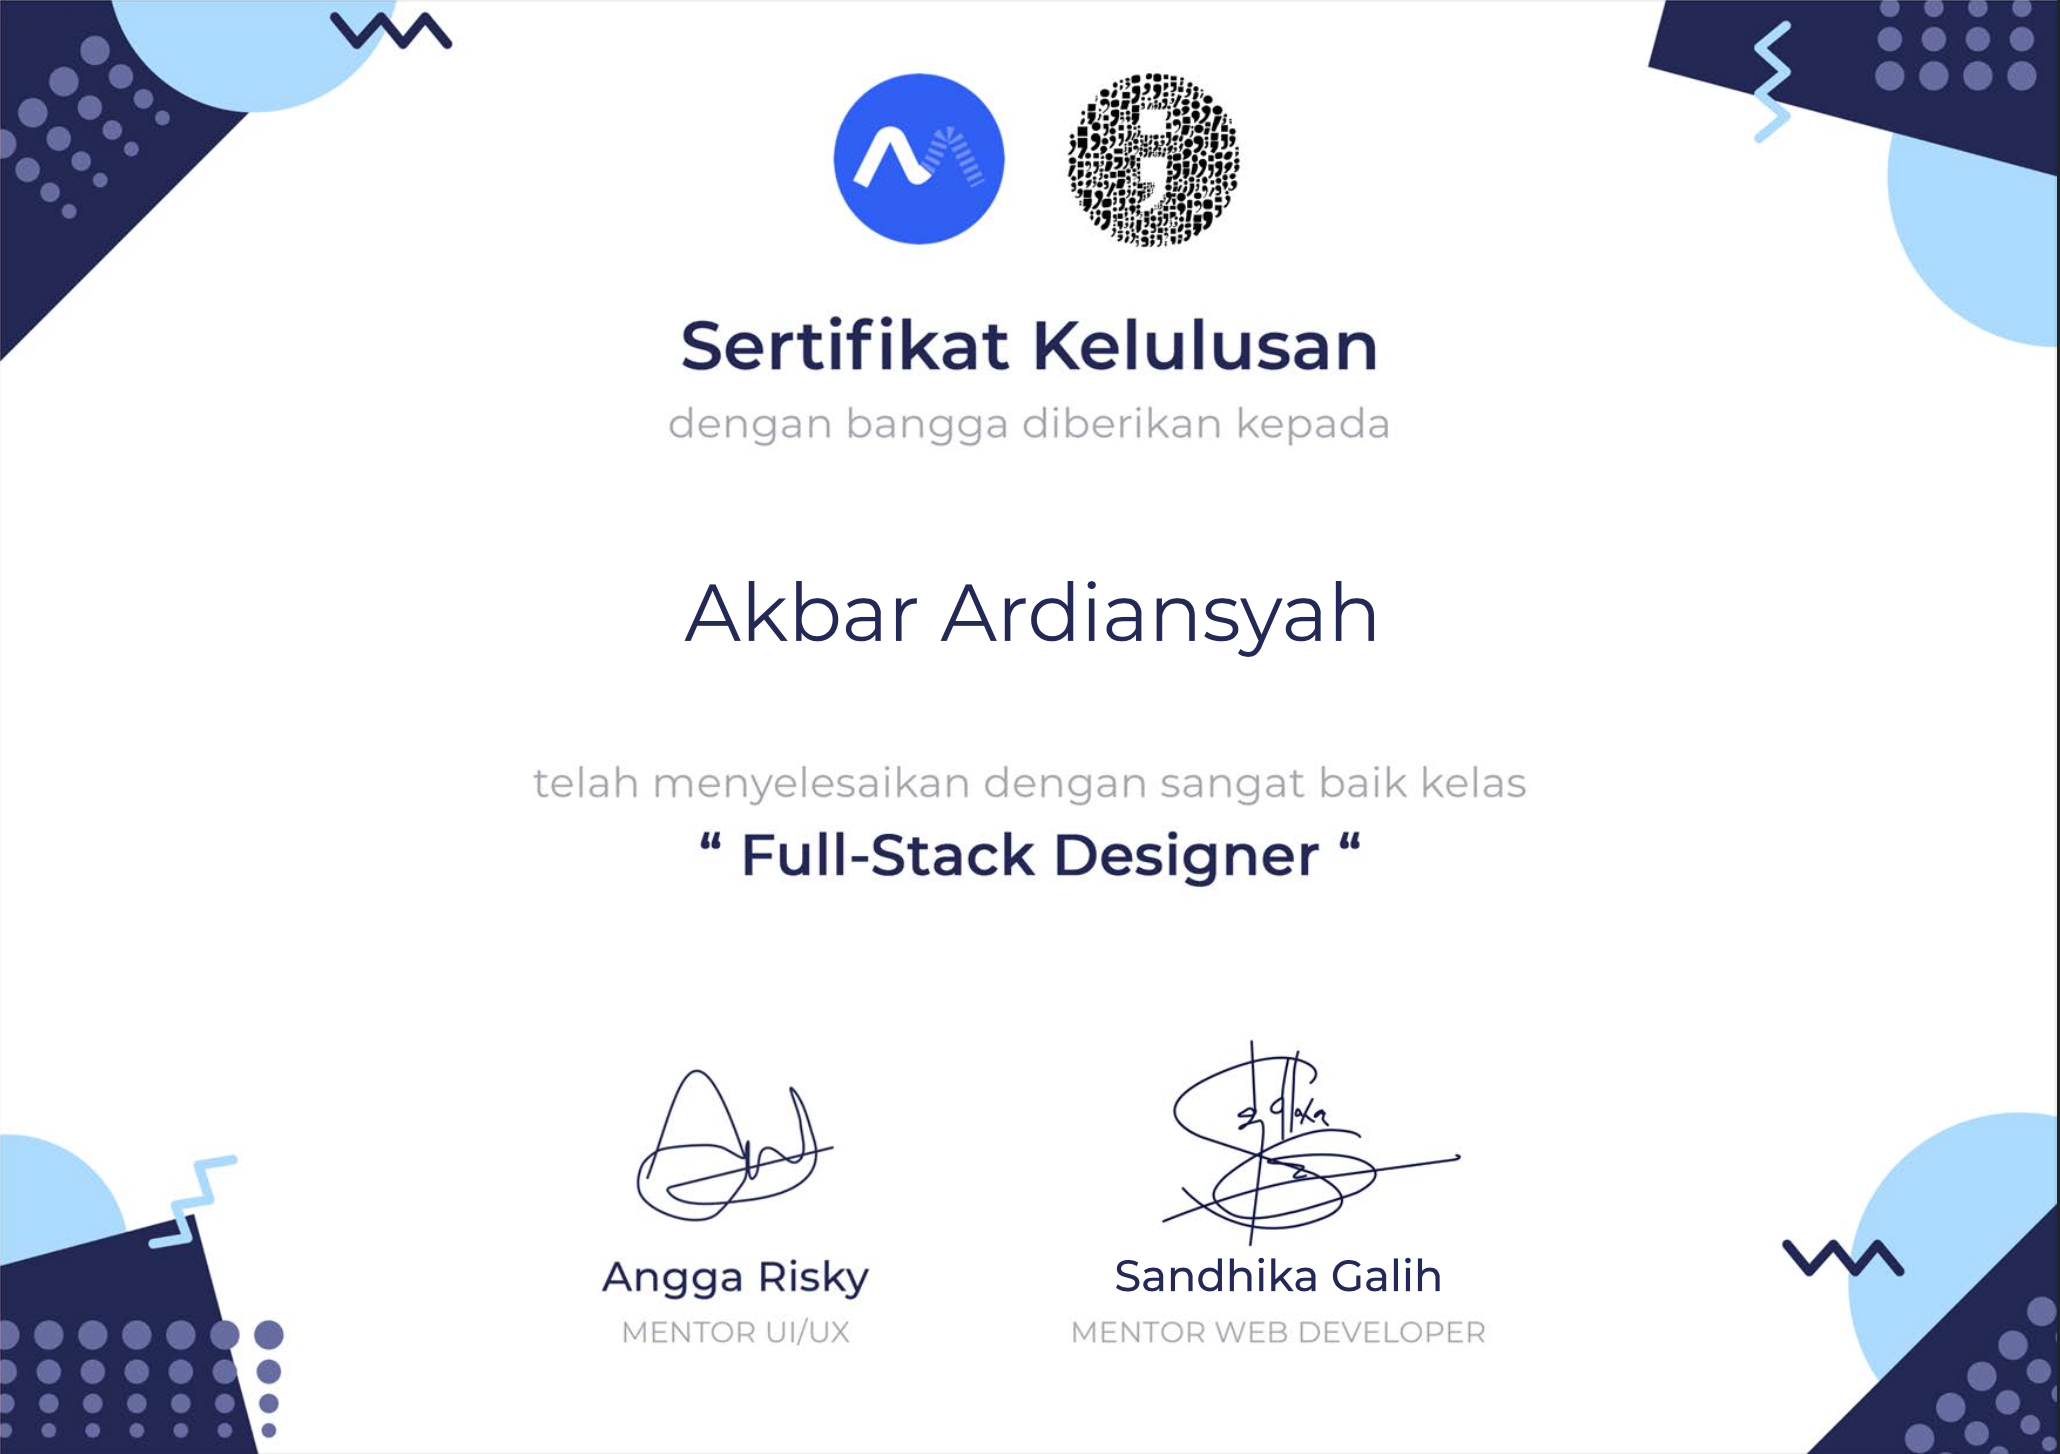 Sertifikat Kelulusan
dengan bangga diberikan kepada
Akbar Ardiansyah
telah menyelesaikan dengan sangat baik kelas
“ Full-Stack Designer “
Angga Risky
MENTOR UI/UX
Sandhika Galih
MENTOR WEB DEVELOPER